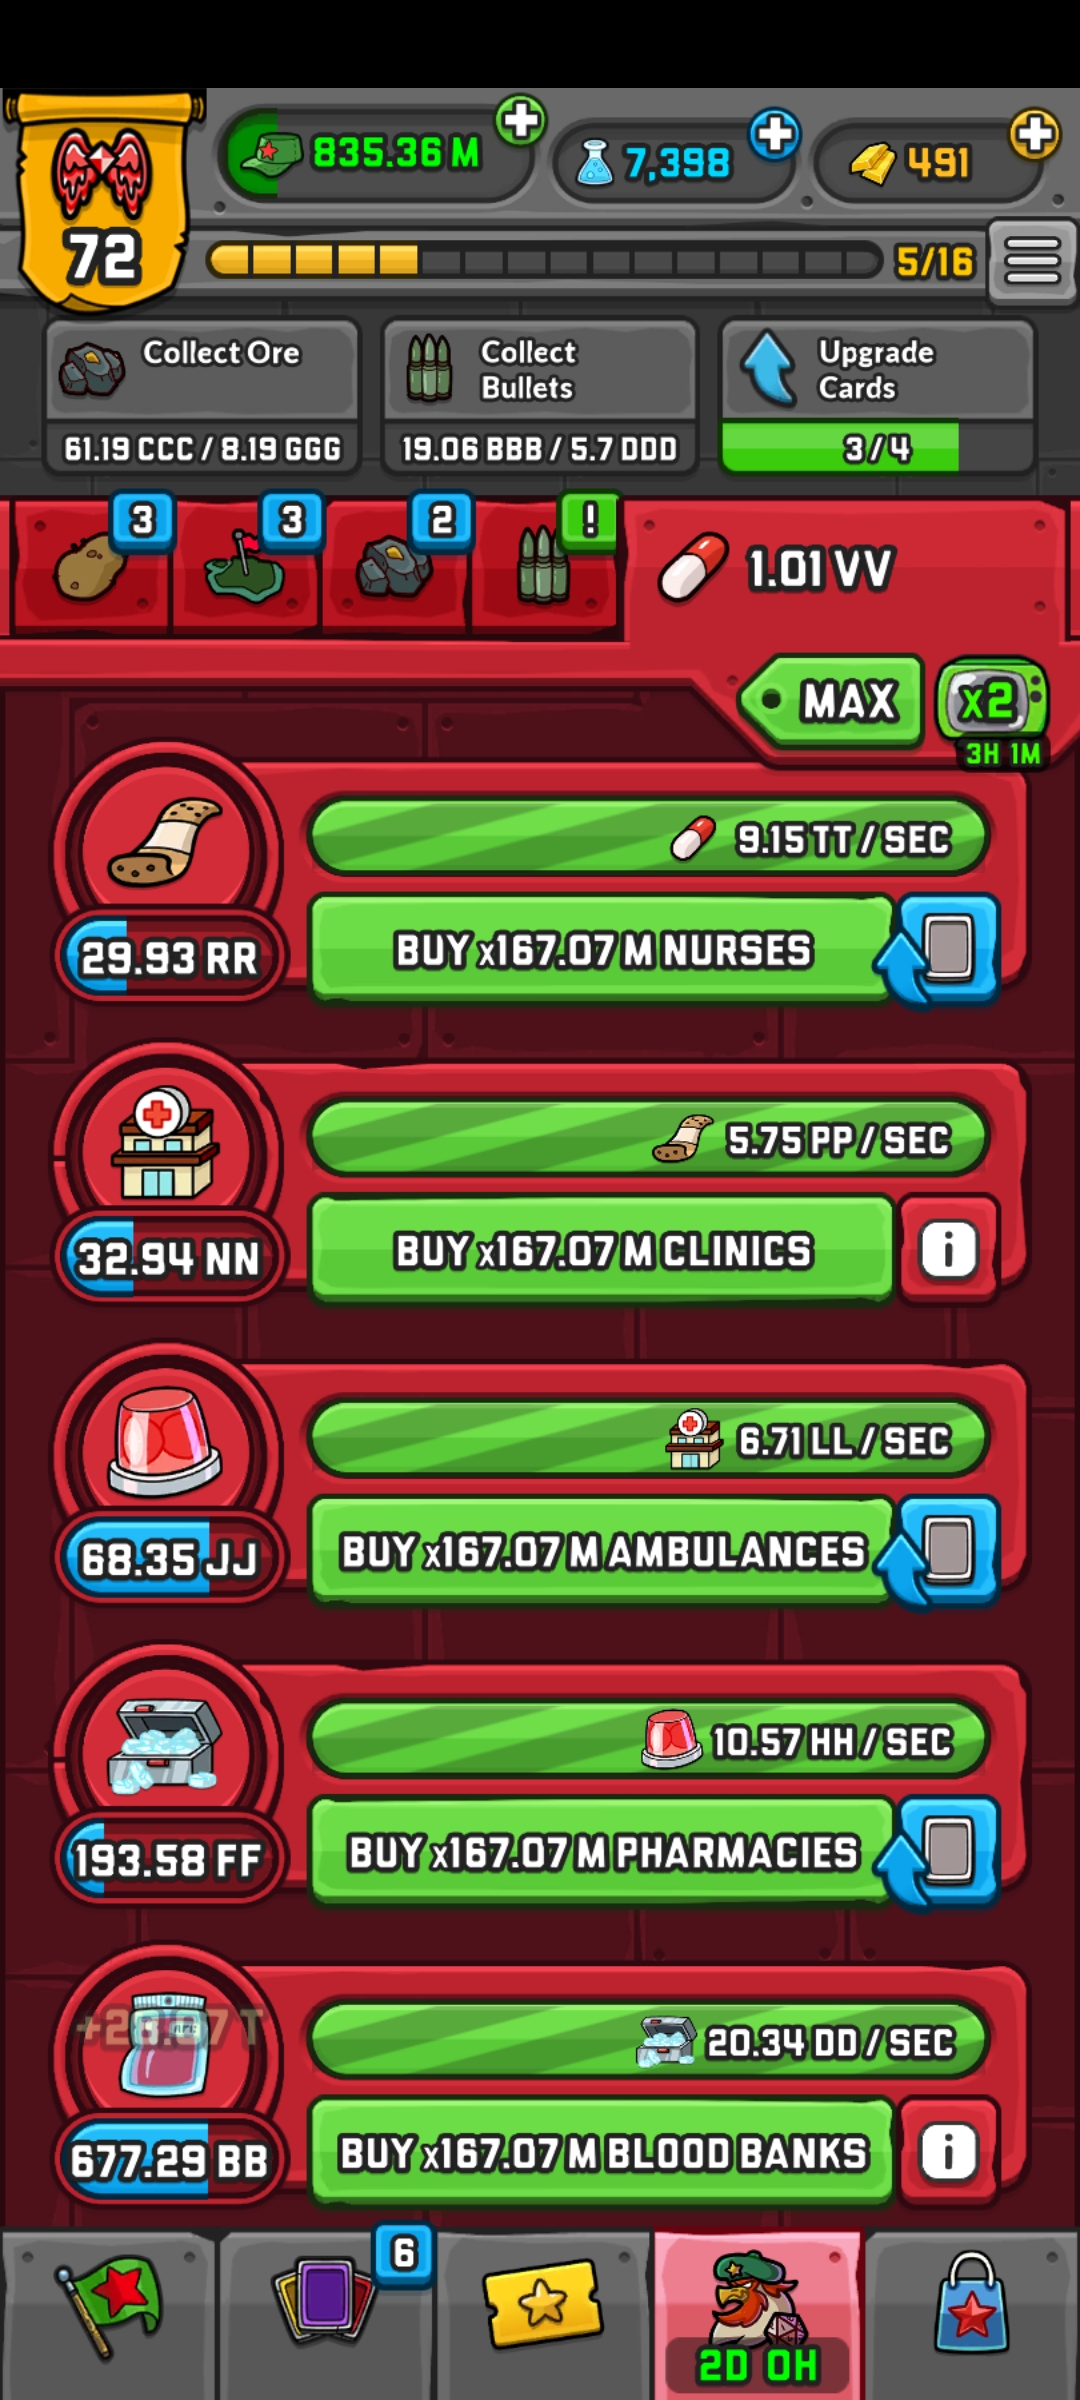 72
835.36 M
7,398
491
5/16
Collect Ore
61.19 CCC / 8.19 GGG
Collect
Bullets
19.06 BBB / 5.7 DDD
Upgrade
Cards
3/4
3
3
2
!
1.01 VV
MAX
x2
3H 1M
9.15 TT / SEC
29.93 RR
BUY x167.07 M NURSES
5.75 PP / SEC
32.94 NN
BUY x167.07 M CLINICS
i
6.71 LL / SEC
68.35 JJ
BUY x167.07 M AMBULANCES
10.57 HH / SEC
193.58 FF
BUY x167.07 M PHARMACIES
20.34 DD / SEC
677.29 BB
BUY x167.07 M BLOOD BANKS
i
6
2D 0H